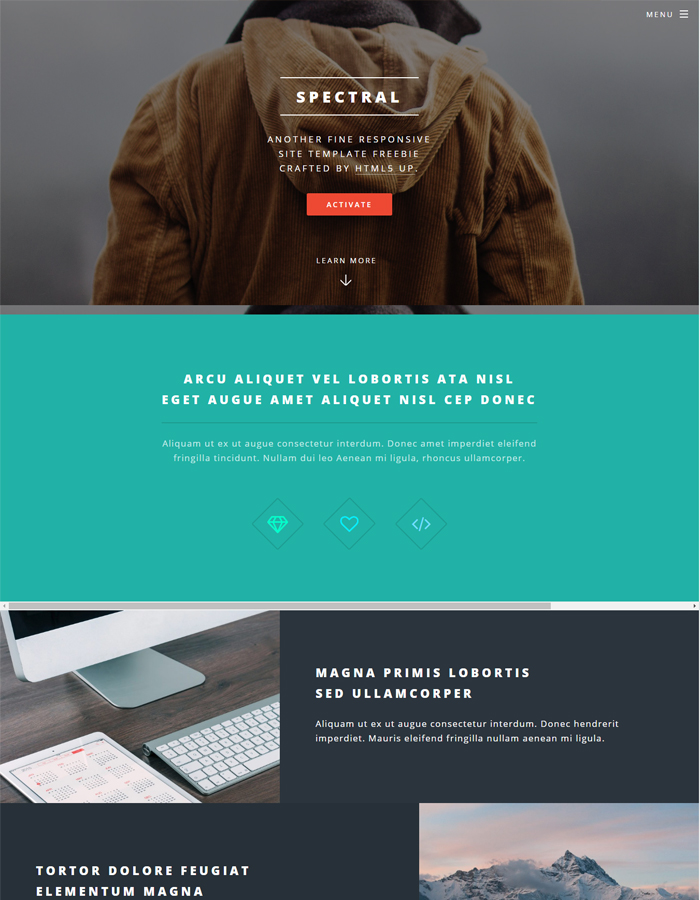 MENU
SPECTRAL
ANOTHER FINE RESPONSIVE
SITE TEMPLATE FREEBIE
CRAFTED BY HTML5 UP.
ACTIVATE
LEARN MORE
ARCU ALIQUET VEL LOBORTIS ATA NISL
EGET AUGUE AMET ALIQUET NISL CEP DONEC
Aliquam ut ex ut augue consectetur interdum. Donec amet imperdiet eleifend
fringilla tincidunt. Nullam dui leo Aenean mi ligula, rhoncus ullamcorper.
MAGNA PRIMIS LOBORTIS
SED ULLAMCORPER
Aliquam ut ex ut augue consectetur interdum. Donec hendrerit
imperdiet. Mauris eleifend fringilla nullam aenean mi ligula.
TORTOR DOLORE FEUGIAT
ELEMENTUM MAGNA